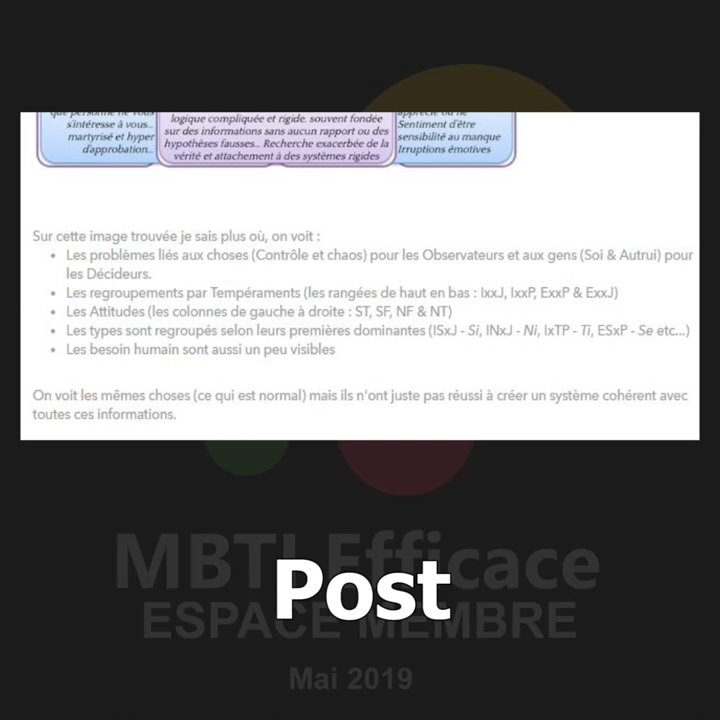 que personne ne vous
s'intéresse à vous...
martyrisé et hyper
d'approbation...
logique compliquée et rigide. souvent fondée
sur des informations sans aucun rapport ou des
hypothèses fausses... Recherche exacerbée de la
vérité et attachement à des systèmes rigides
apprécié ou né
Sentiment d'être
sensibilité au manque
Irruptions émotives
Sur cette image trouvée je sais plus où, on voit :
• Les problèmes liés aux choses (Contrôle et chaos) pour les Observateurs et aux gens (Soi & Autrui) pour
les Décideurs.
• Les regroupements par Tempéraments (les rangées de haut en bas : IxxJ, IxxP, ExxP & ExxJ)
• Les Attitudes (les colonnes de gauche à droite : ST, SF, NF & NT)
• Les types sont regroupés selon leurs premières dominantes (ISxJ - Si, INxJ - Ni, IxTP - Ti, ESxP - Se etc...)
• Les besoin humain sont aussi un peu visibles
On voit les mêmes choses (ce qui est normal) mais ils n'ont juste pas réussi à créer un système cohérent avec
toutes ces informations.
MBTI Efficace
Post
ESPACE MEMBRE
Mai 2019